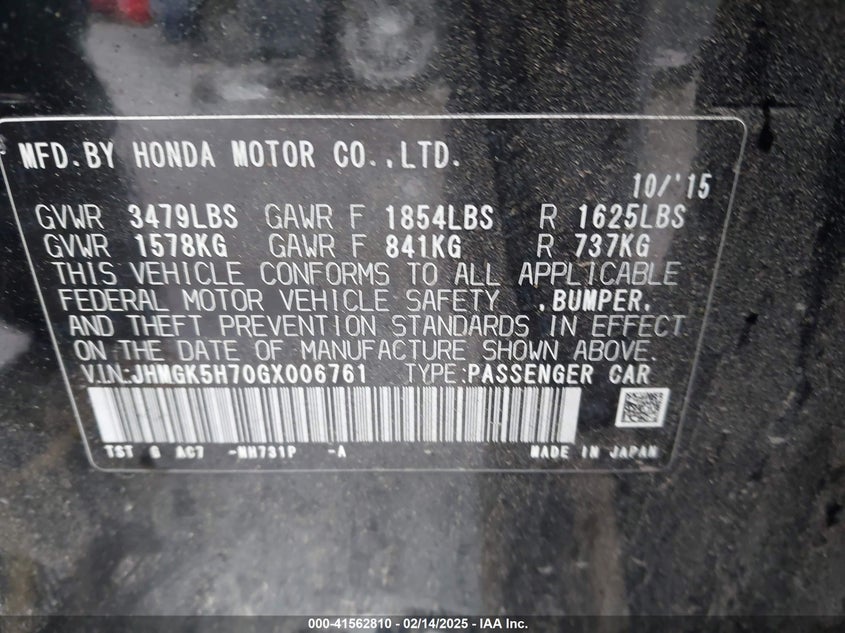 MFD.BY HONDA MOTOR CO.,LTD.
10/'15
GVWR 3479LBS GAWR F 1854LBS R 1625LBS
GVWR 1578KG GAWR F 841KG R 737KG
THIS VEHICLE CONFORMS TO ALL APPLICABLE
FEDERAL MOTOR VEHICLE SAFETY ,BUMPER,
AND THEFT PREVENTION STANDARDS IN EFFECT
ON THE DATE OF MANUFACTURE SHOWN ABOVE.
V.I.N.:JHMGK5H70GX006761 TYPE:PASSENGER CAR
TST G AC7 -NH731P -A MADE IN JAPAN
000-41562810 - 02/14/2025 - IAA, Inc.